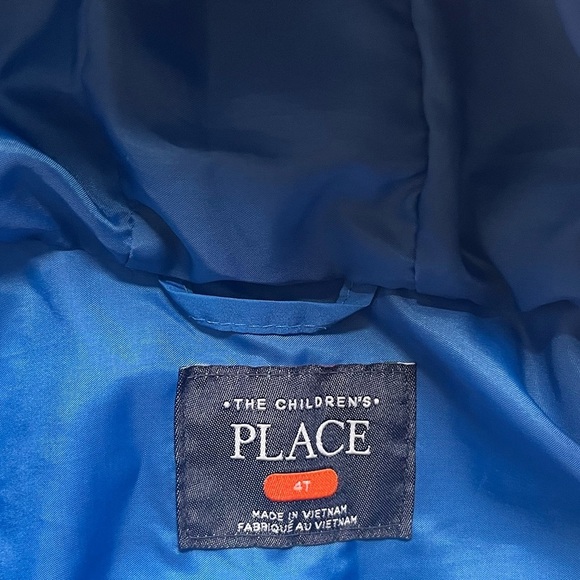 • THE CHILDREN'S •
PLACE
4T
MADE IN VIETNAM
FABRIQUÉ AU VIETNAM